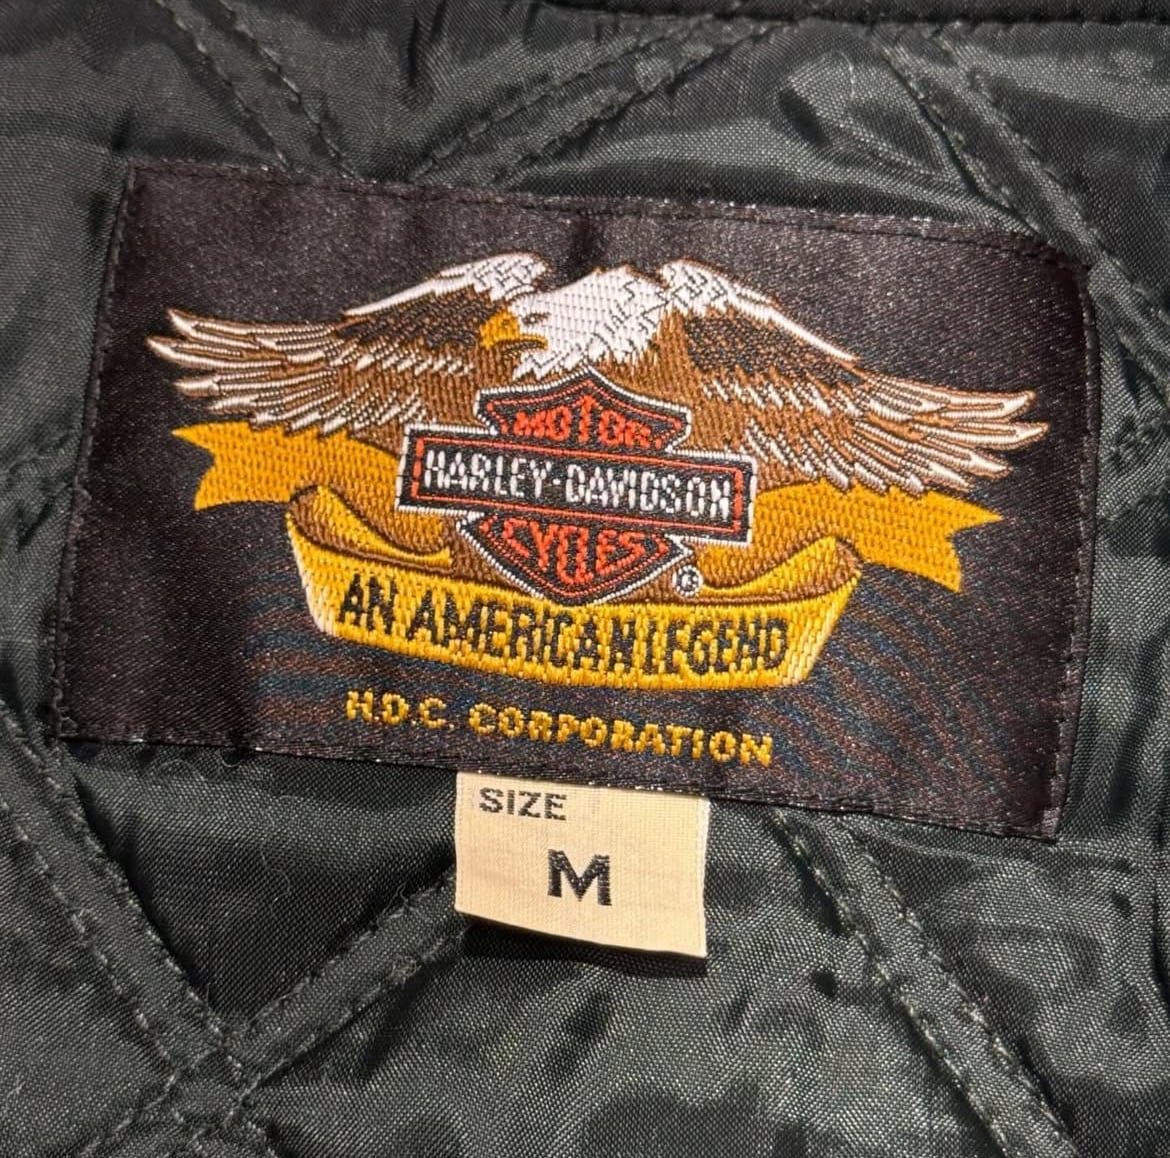 MOTOR
HARLEY-DAVIDSON
CYCLES
®
AN AMERICAN LEGEND
H.D.C. CORPORATION
SIZE
M